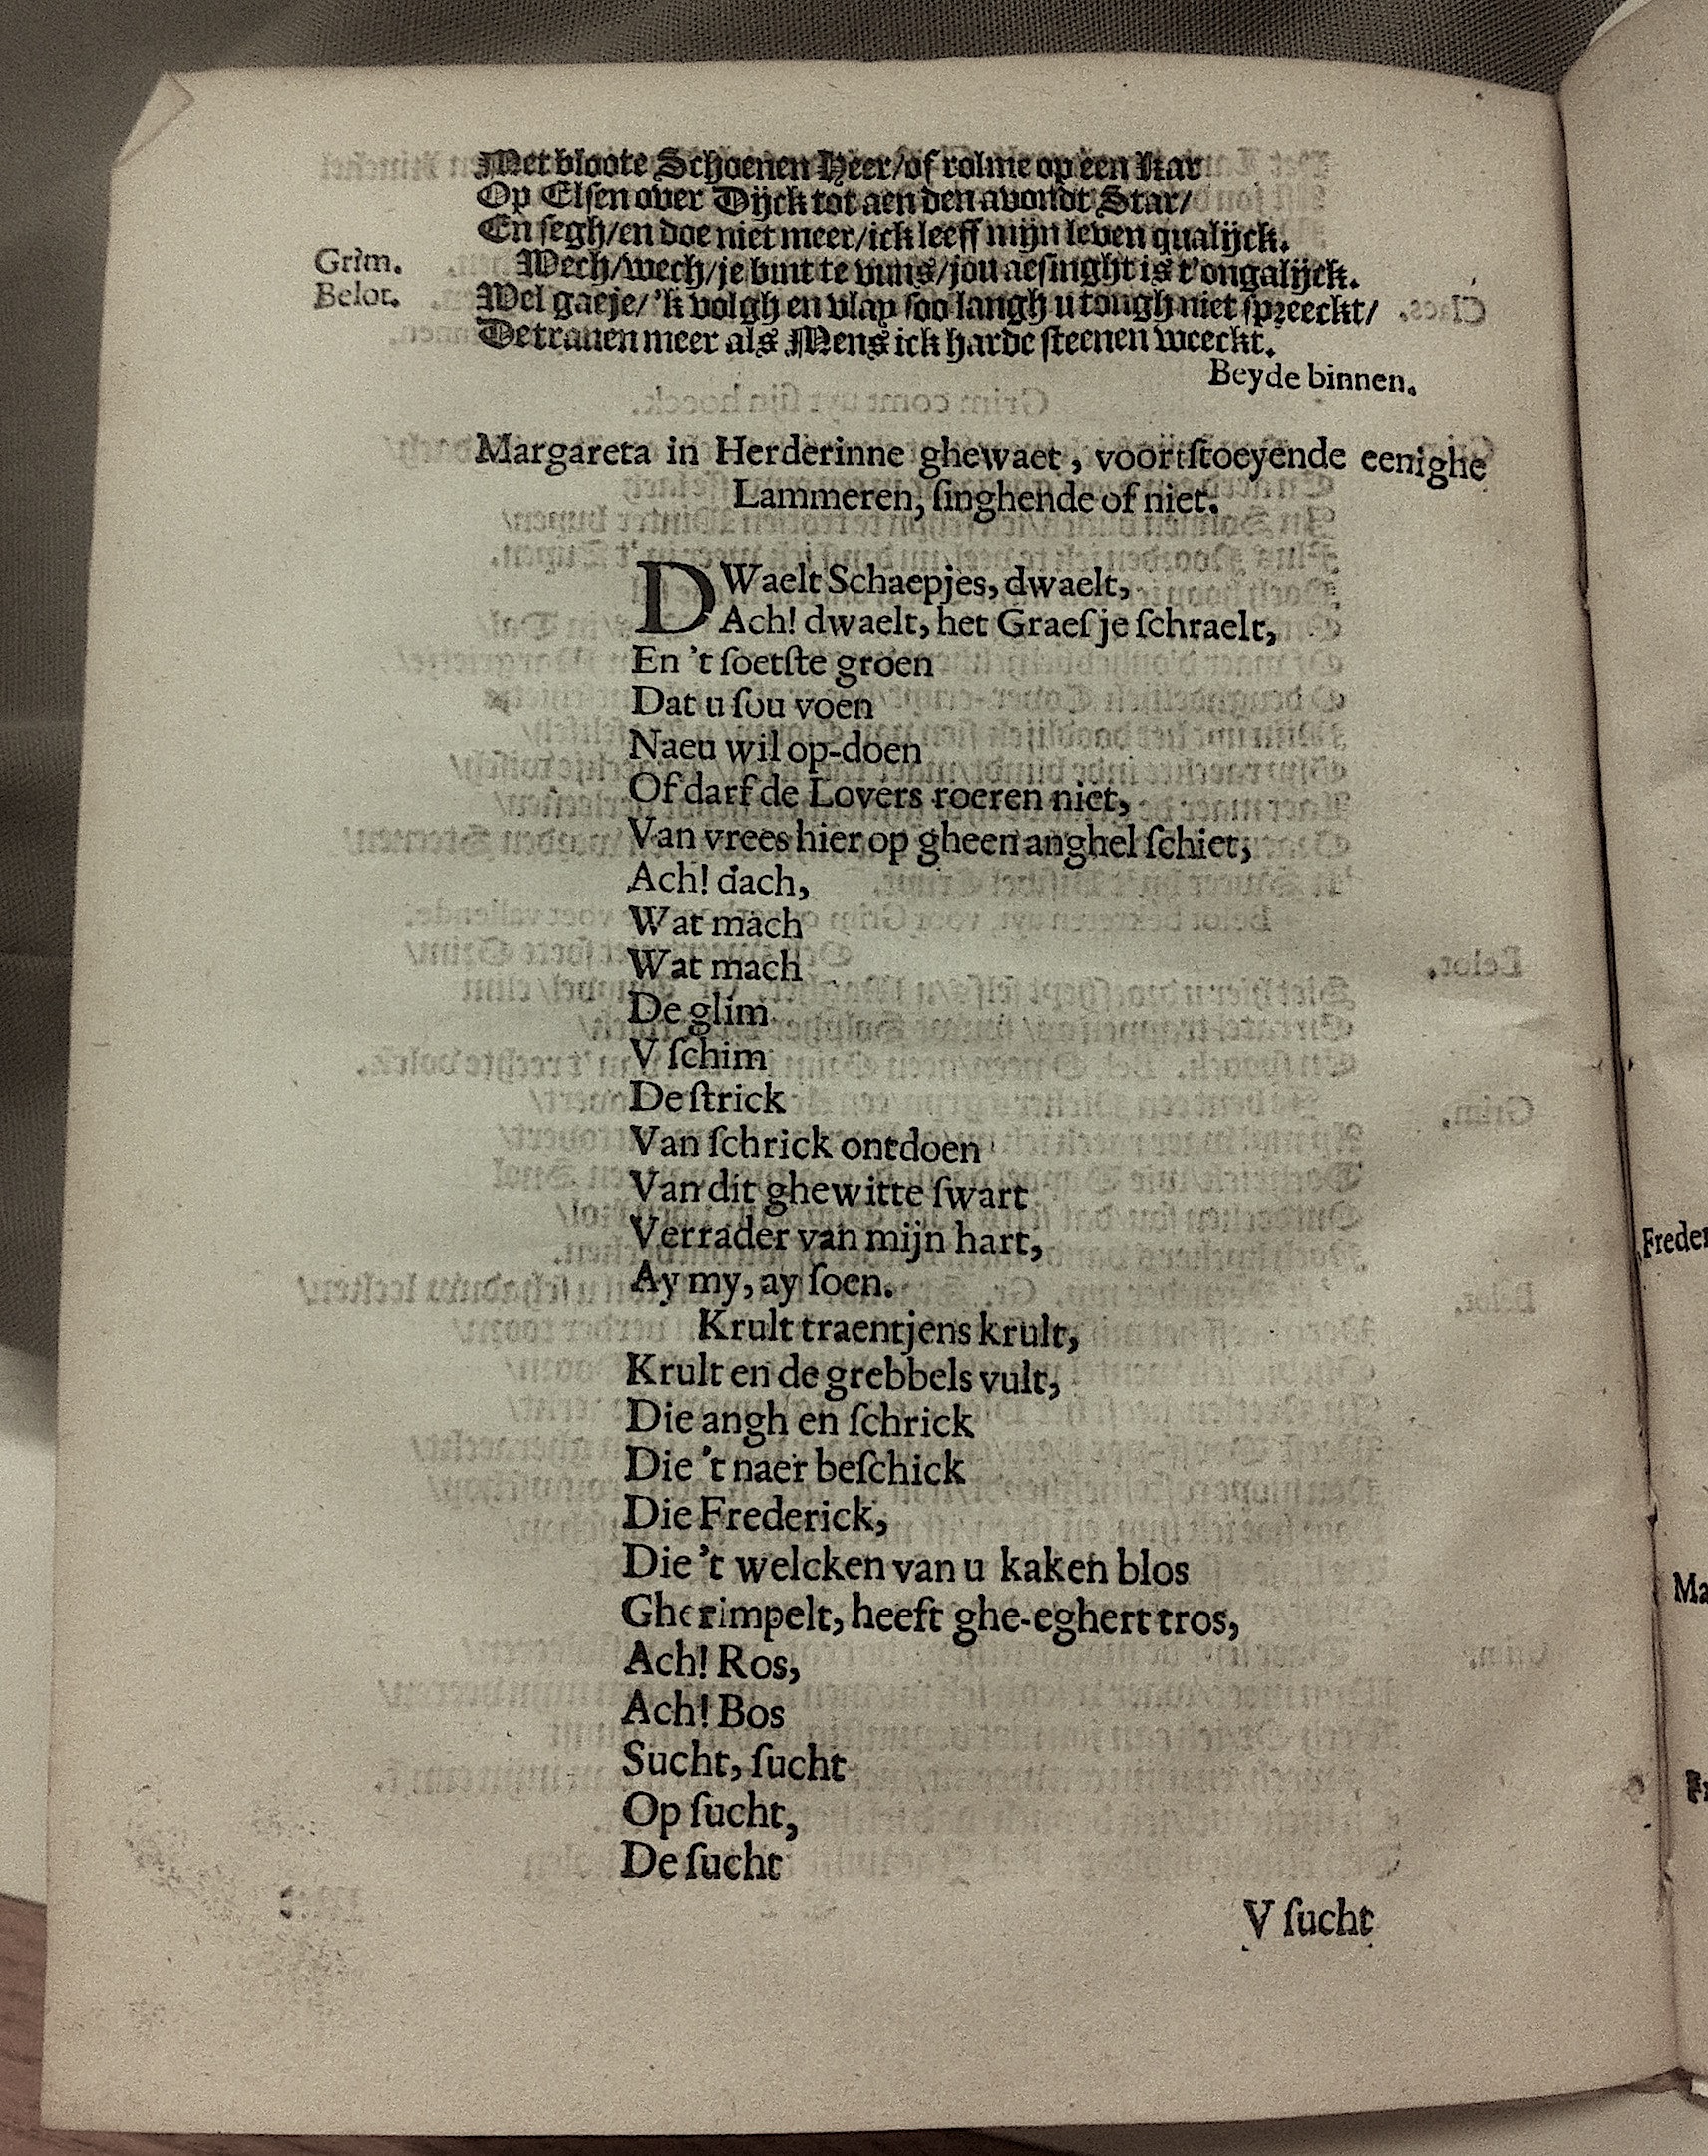 Met bloote Schoenen Heer/of rolme op een Kar
Op Elsen over Dijck tot aen den avondt Star/
En segh/en doe niet meer/ick leeff mijn leven qualijck.
Grim. Wech/wech/je bint te vuns/jou aesinght is t'ongalijck.
Belot. Wel gaeje/'k volgh en vlay soo langh u tongh niet spreeckt/
Detranen meer als Mens ick harde steenen weeckt.
Beyde binnen.
Margareta in Herderinne ghewaet, voortstoeyende eenighe
Lammeren, singhende of niet.
DWaelt Schaepjes, dwaelt,
Ach! dwaelt, het Graesje schraelt,
En 't soetste groen
Dat u sou voen
Naeu wil op-doen
Of darf de Lovers roeren niet,
Van vrees hier op gheen anghel schiet,
Ach! dach,
Wat mach
Wat mach
De glim
V schim
De strick
Van schrick ontdoen
Van dit ghewitte swart
Verrader van mijn hart,
Ay my, ay soen.
Krult traentjens krult,
Krult en de grebbels vult,
Die angh en schrick
Die 't naer beschick
Die Frederick,
Die 't welcken van u kaken blos
Gherimpelt, heeft ghe-eghert tros,
Ach! Ros,
Ach! Bos
Sucht, sucht
Op sucht,
De sucht
V sucht
Freder
Ma
Fr